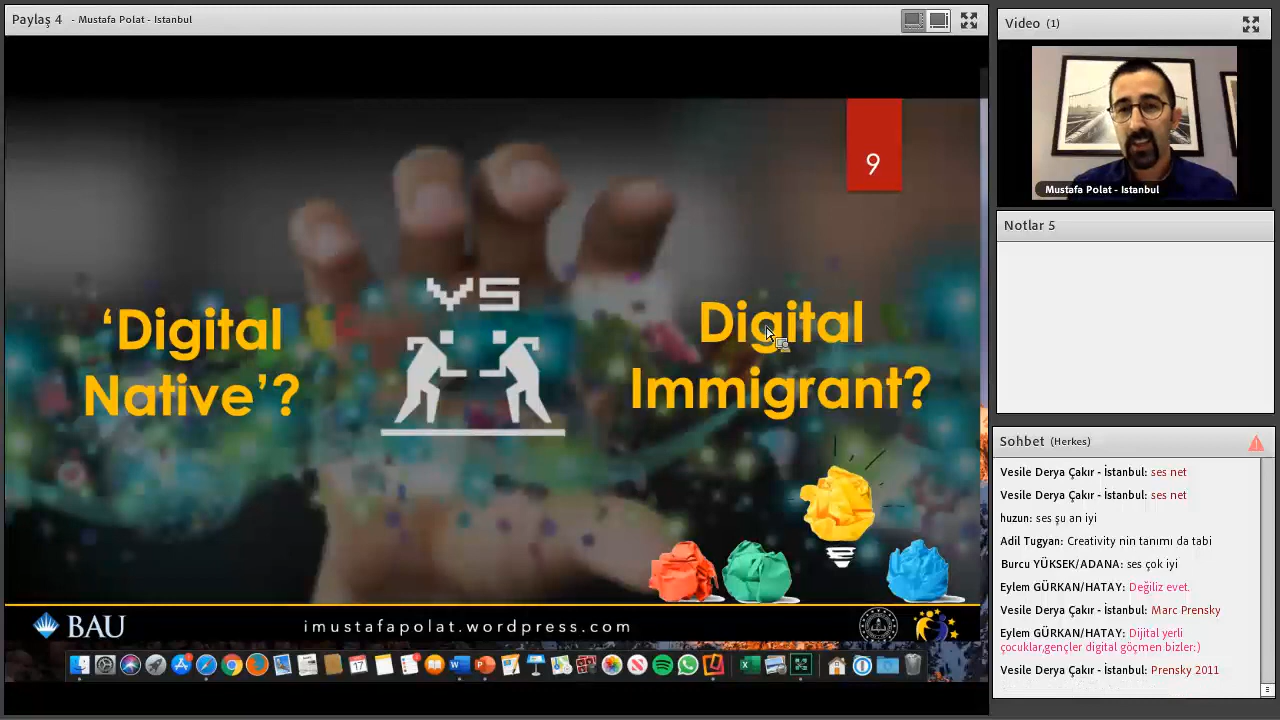 Paylaş 4 - Mustafa Polat - Istanbul
9
VS
‘Digital
Native’?
Digital
Immigrant?
BAU
imustafapolat.wordpress.com
17
Video (1)
Mustafa Polat - Istanbul
Notlar 5
Sohbet (Herkes)
Vesile Derya Çakır - İstanbul: ses net
Vesile Derya Çakır - İstanbul: ses net
huzun: ses şu an iyi
Adil Tugyan: Creativity nin tanımı da tabi
Burcu YÜKSEK/ADANA: ses çok iyi
Eylem GÜRKAN/HATAY: Değiliz evet.
Vesile Derya Çakır - İstanbul: Marc Prensky
Eylem GÜRKAN/HATAY: Dijital yerli
çocuklar,gençler digital göçmen bizler:)
Vesile Derya Çakır - İstanbul: Prensky 2011